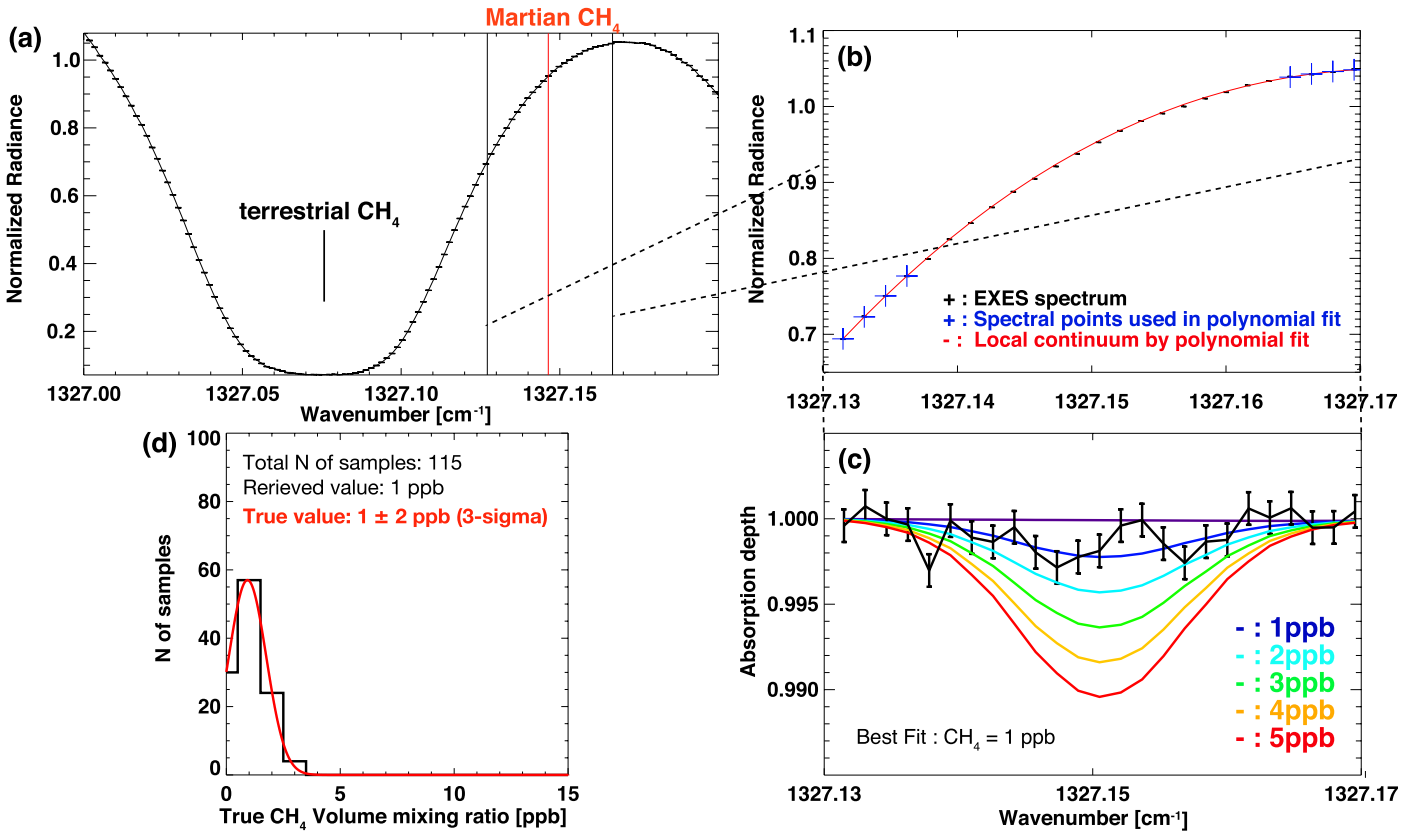 Martian CH4
(a)
Normalized Radiance
1.0
0.8
0.6
0.4
0.2
terrestrial CH4
1327.00
1327.05
1327.10
1327.15
Wavenumber [cm-1]
(b)
Normalized Radiance
1.1
1.0
0.9
0.8
0.7
+ : EXES spectrum
+ : Spectral points used in polynomial fit
- : Local continuum by polynomial fit
1327.13
1327.14
1327.15
1327.16
1327.17
(d)
N of samples
100
80
60
40
20
0
Total N of samples: 115
Rerieved value: 1 ppb
True value: 1 ± 2 ppb (3-sigma)
0
5
10
15
True CH4 Volume mixing ratio [ppb]
(c)
Absorption depth
1.000
0.995
0.990
- : 1ppb
- : 2ppb
- : 3ppb
- : 4ppb
- : 5ppb
Best Fit : CH4 = 1 ppb
1327.13
1327.15
1327.17
Wavenumber [cm-1]